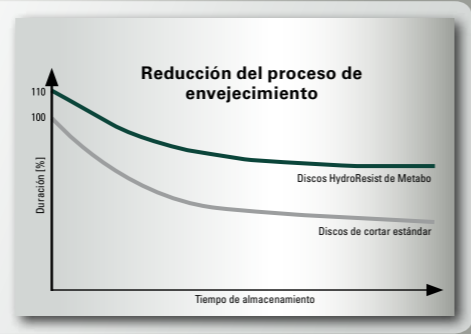 Reducción del proceso de
envejecimiento
110
100
Duración [%]
Discos HydroResist de Metabo
Discos de cortar estándar
Tiempo de almacenamiento